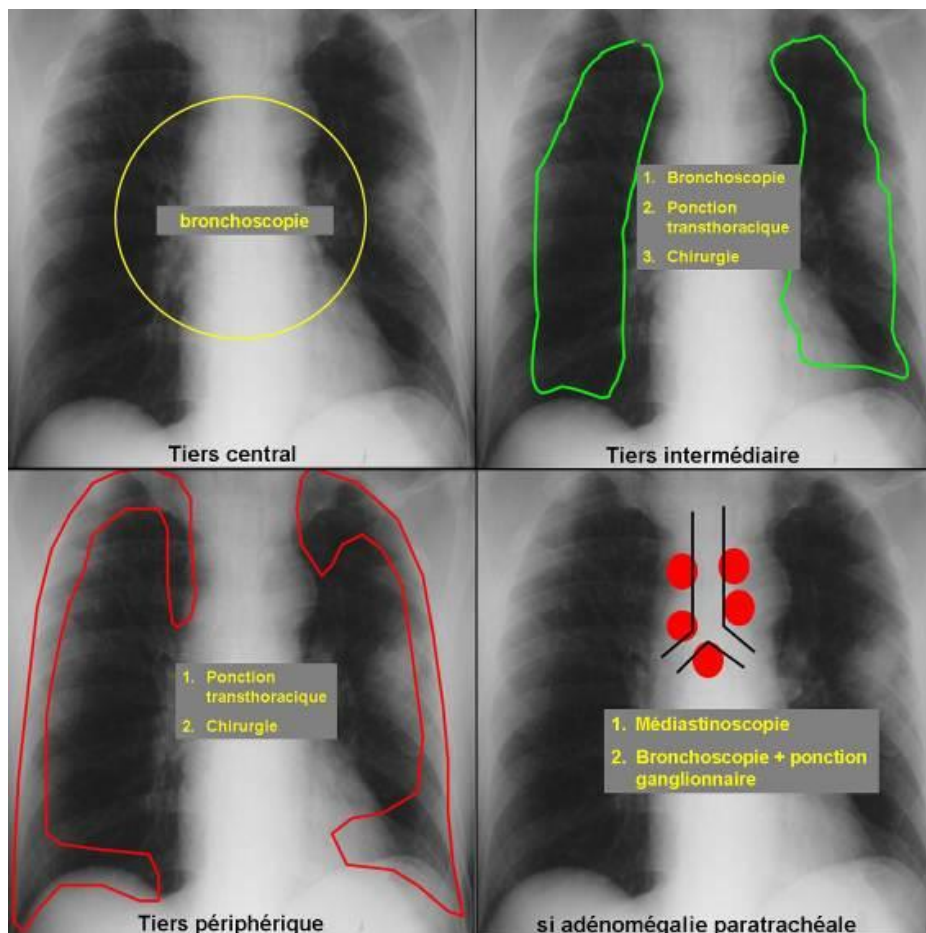 bronchoscopie
Tiers central
1. Bronchoscopie
2. Ponction
transthoracique
3. Chirurgie
Tiers intermédiaire
1. Ponction
transthoracique
2. Chirurgie
Tiers périphérique
1. Médiastinoscopie
2. Bronchoscopie + ponction
ganglionnaire
si adénomégalie paratrachéale